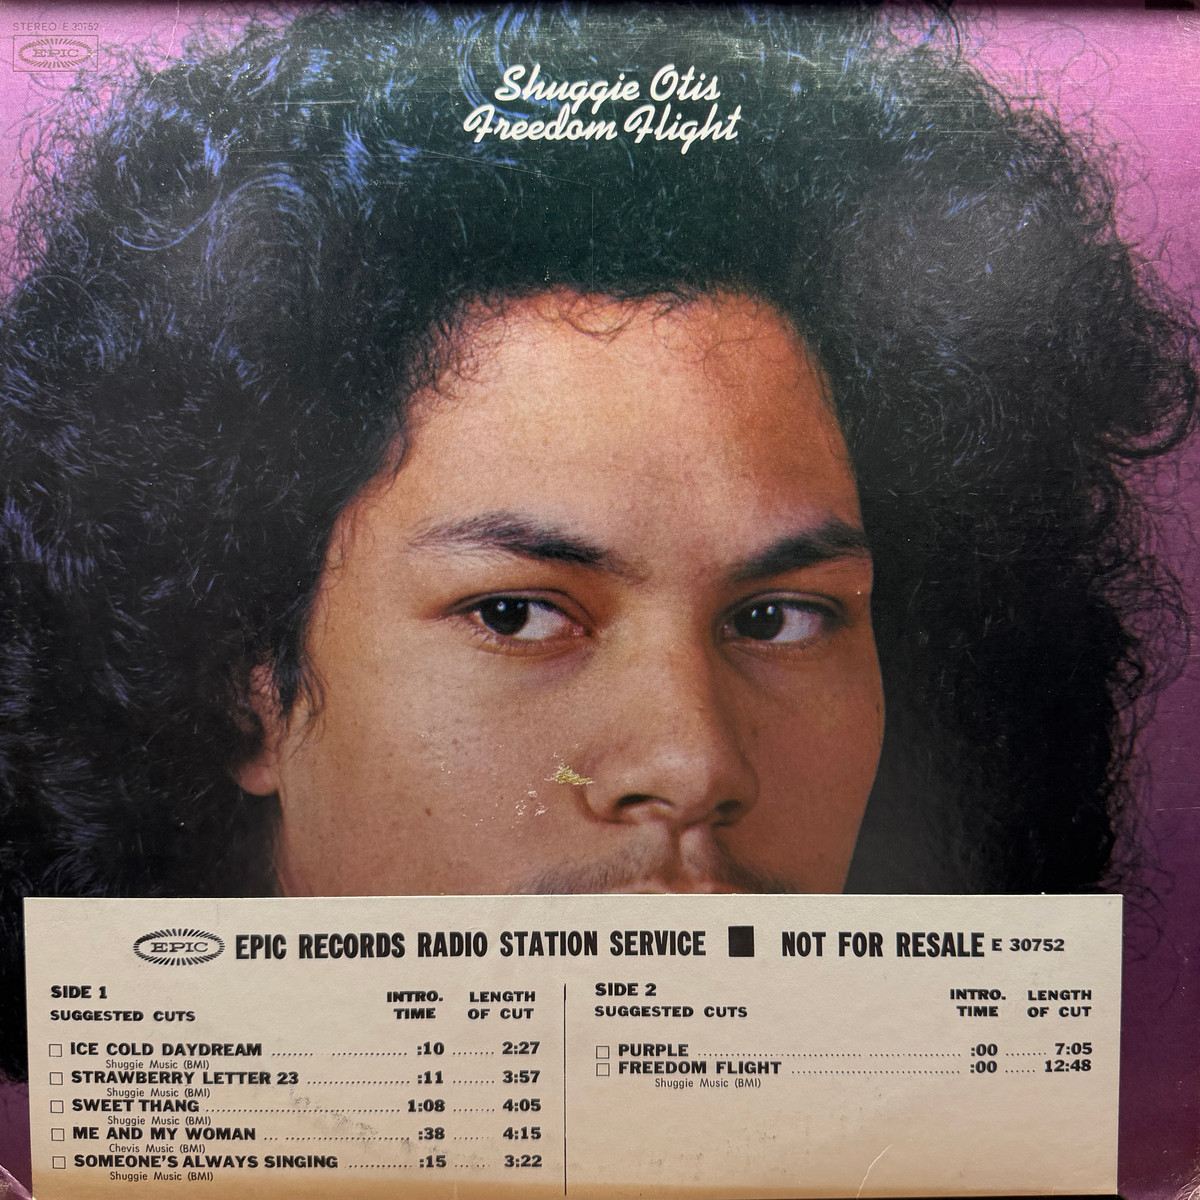 STEREO E 30752
EPIC
Shuggie Otis
Freedom Flight
EPIC EPIC RECORDS RADIO STATION SERVICE ■ NOT FOR RESALE E 30752
SIDE 1
SUGGESTED CUTS INTRO. TIME LENGTH OF CUT
☐ ICE COLD DAYDREAM ........ ................ :10 ........ 2:27
Shuggie Music (BMI)
☐ STRAWBERRY LETTER 23 .................... :11 ........ 3:57
Shuggie Music (BMI)
☐ SWEET THANG ..................................... 1:08 ........ 4:05
Shuggie Music (BMI)
☐ ME AND MY WOMAN ... ...................... :38 ...... 4:15
Chevis Music (BMI)
☐ SOMEONE'S ALWAYS SINGING ............ :15 ...... 3:22
Shuggie Music (BMI)
SIDE 2
SUGGESTED CUTS INTRO. TIME LENGTH OF CUT
☐ PURPLE .................................................. :00 ....... 7:05
☐ FREEDOM FLIGHT ................................ :00 ...... 12:48
Shuggie Music (BMI)